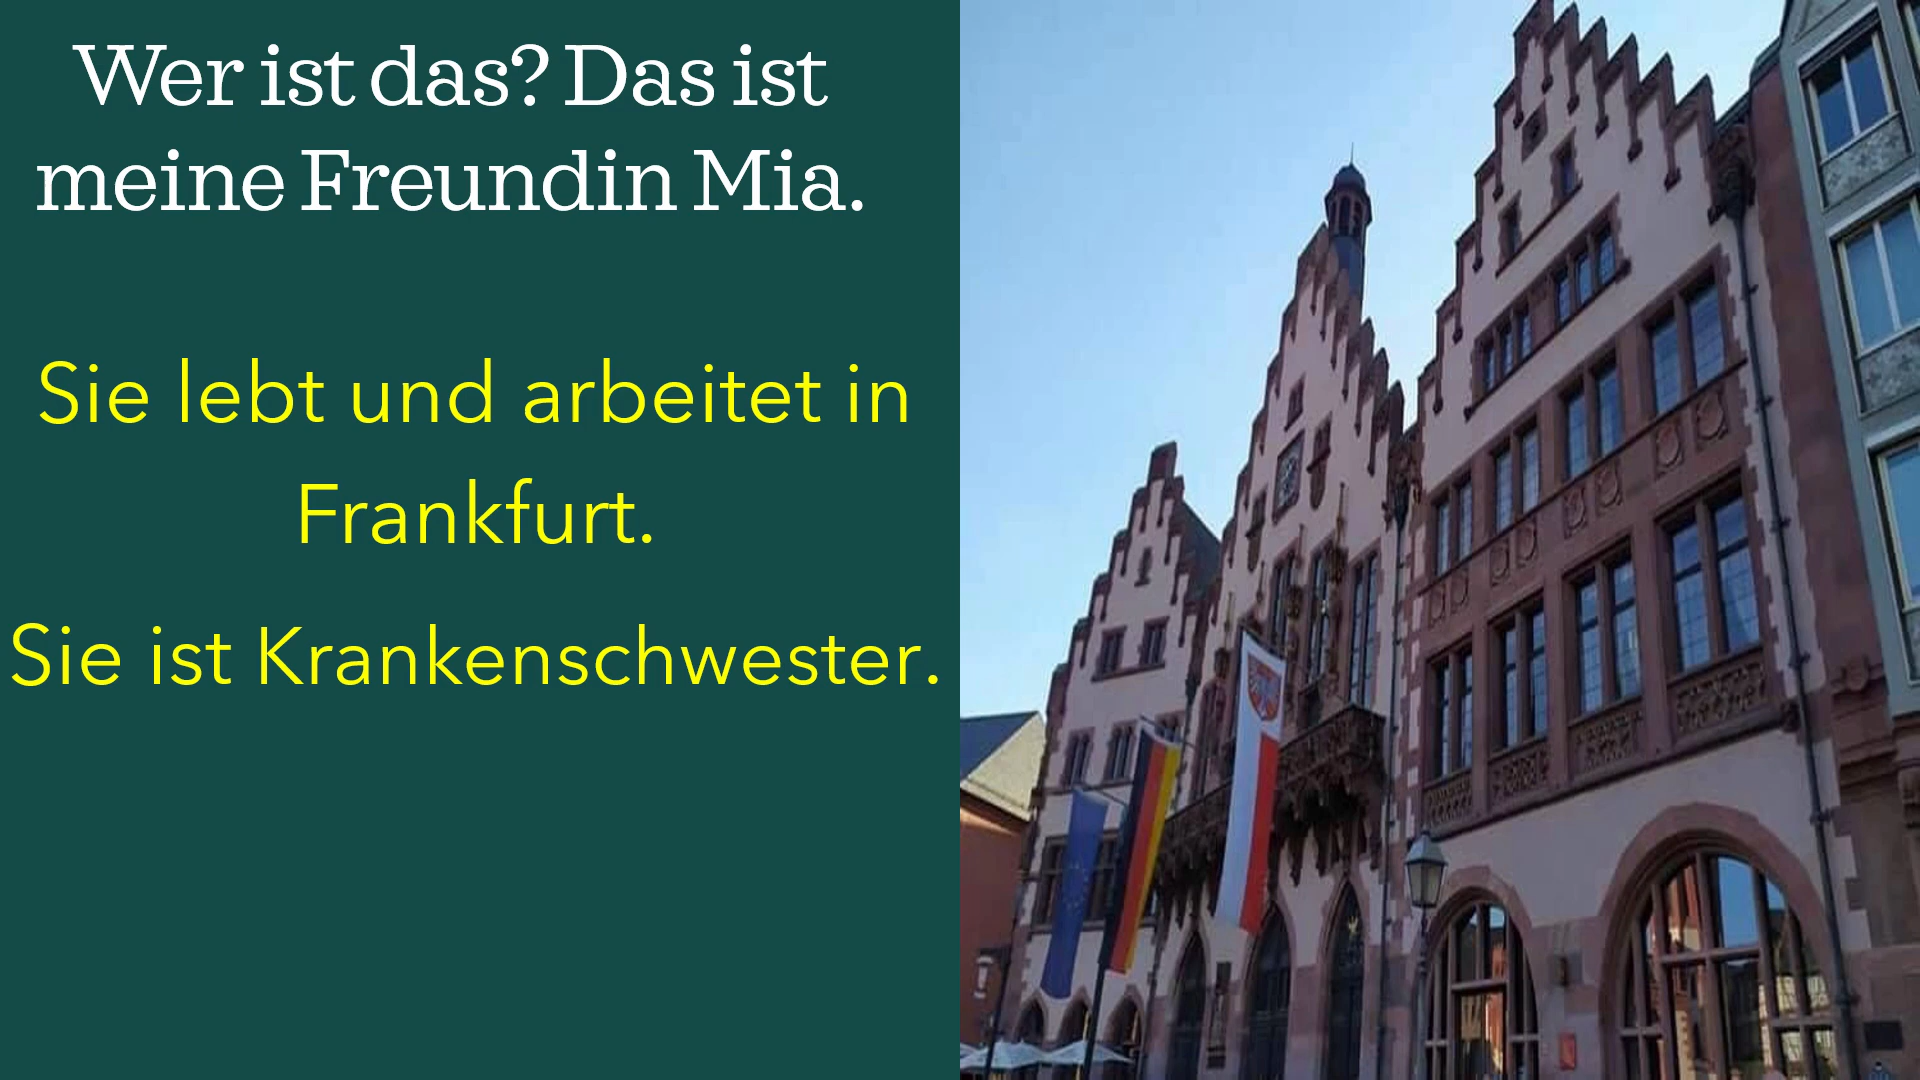 Wer ist das? Das ist
meine Freundin Mia.
Sie lebt und arbeitet in
Frankfurt.
Sie ist Krankenschwester.